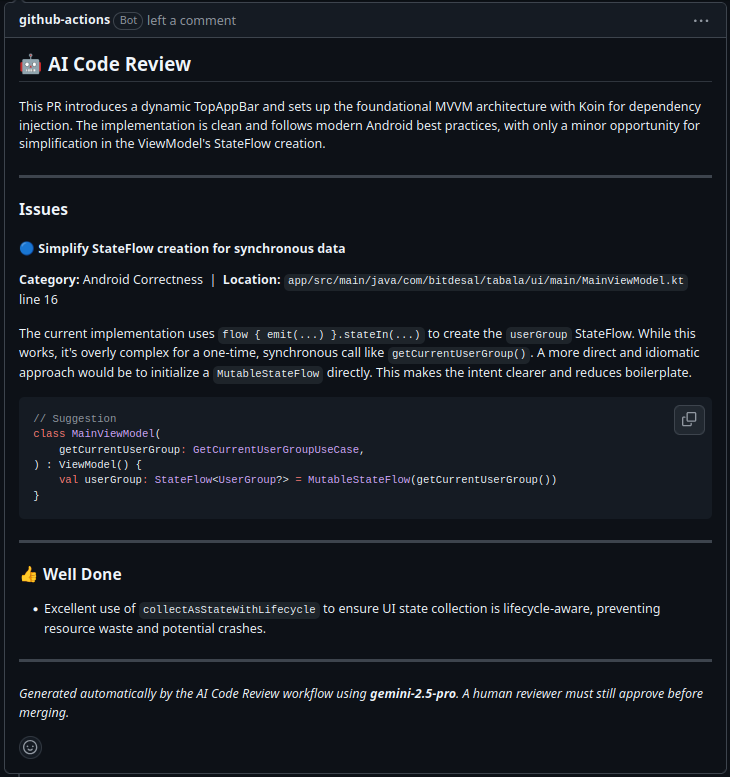 github-actions Bot left a comment ...
🤖 AI Code Review
This PR introduces a dynamic TopAppBar and sets up the foundational MVVM architecture with Koin for dependency
injection. The implementation is clean and follows modern Android best practices, with only a minor opportunity for
simplification in the ViewModel's StateFlow creation.
Issues
🔵 Simplify StateFlow creation for synchronous data
Category: Android Correctness | Location: app/src/main/java/com/bitdesal/tabala/ui/main/MainViewModel.kt
line 16
The current implementation uses flow { emit(...) }.stateIn(...) to create the userGroup StateFlow. While this
works, it's overly complex for a one-time, synchronous call like getCurrentUserGroup(). A more direct and idiomatic
approach would be to initialize a MutableStateFlow directly. This makes the intent clearer and reduces boilerplate.
// Suggestion
class MainViewModel(
    getCurrentUserGroup: GetCurrentUserGroupUseCase,
) : ViewModel() {
    val userGroup: StateFlow<UserGroup?> = MutableStateFlow(getCurrentUserGroup())
}
👍 Well Done
• Excellent use of collectAsStateWithLifecycle to ensure UI state collection is lifecycle-aware, preventing
resource waste and potential crashes.
Generated automatically by the AI Code Review workflow using gemini-2.5-pro. A human reviewer must still approve before
merging.